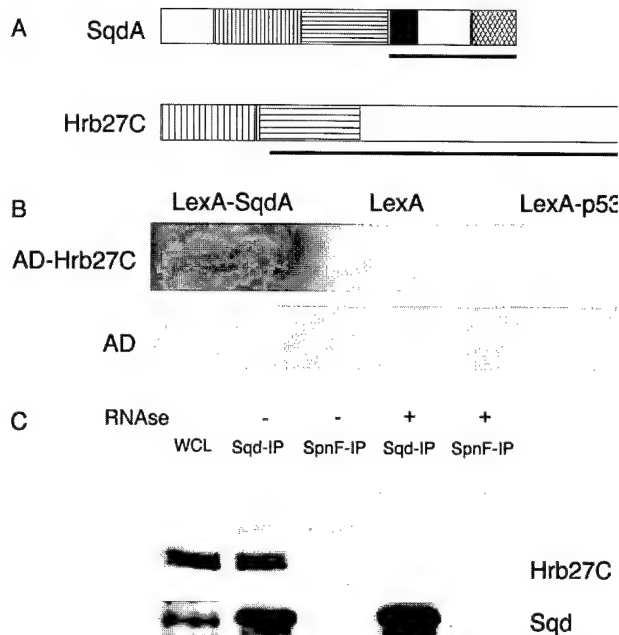 A SqdA
Hrb27C
B LexA-SqdA LexA LexA-p53
AD-Hrb27C
AD
C RNAse - - + +
WCL Sqd-IP SpnF-IP Sqd-IP SpnF-IP
Hrb27C
Sqd